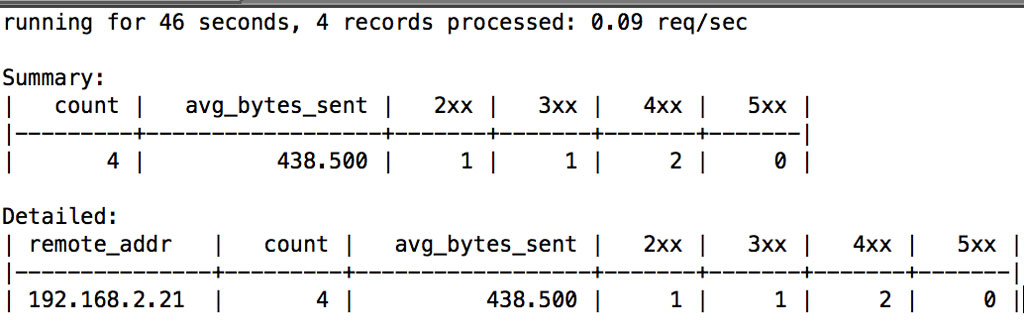 running for 46 seconds, 4 records processed: 0.09 req/sec
Summary:
|   count |   avg_bytes_sent |   2xx |   3xx |   4xx |   5xx |
|---------+------------------+-------+-------+-------+-------|
|       4 |          438.500 |     1 |     1 |     2 |     0 |
Detailed:
| remote_addr   |   count |   avg_bytes_sent |   2xx |   3xx |   4xx |   5xx |
|---------------+---------+------------------+-------+-------+-------+-------|
| 192.168.2.21  |       4 |          438.500 |     1 |     1 |     2 |     0 |